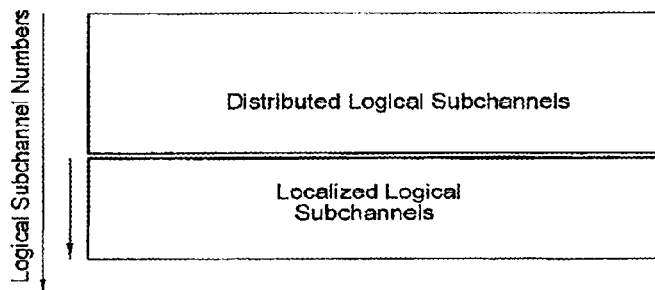 Logical Subchannel Numbers
Distributed Logical Subchannels
Localized Logical
Subchannels